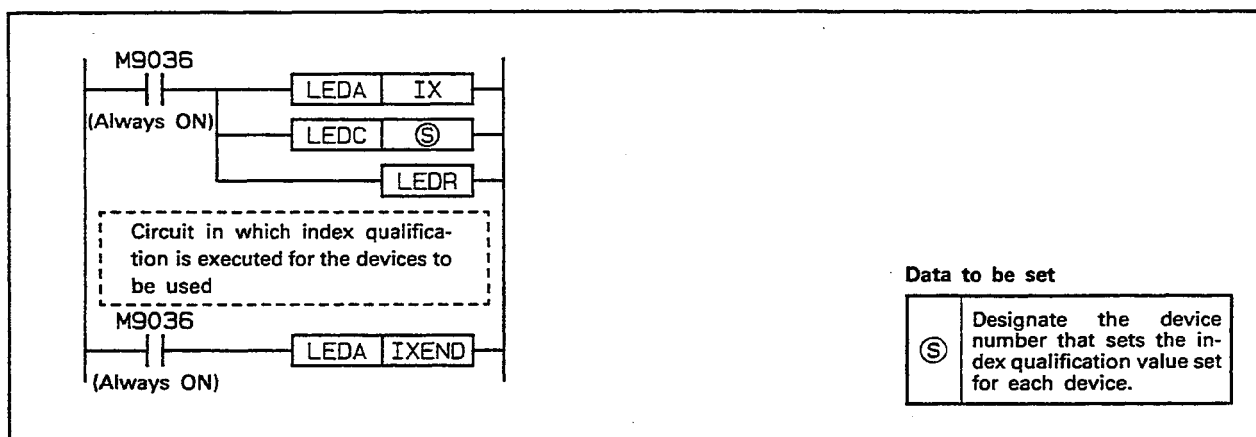 M9036
LEDA IX
(Always ON)
LEDC Ⓢ
LEDR
Circuit in which index qualifica-
tion is executed for the devices to
be used
M9036
LEDA IXEND
(Always ON)
Data to be set
Ⓢ Designate the device
number that sets the in-
dex qualification value set
for each device.